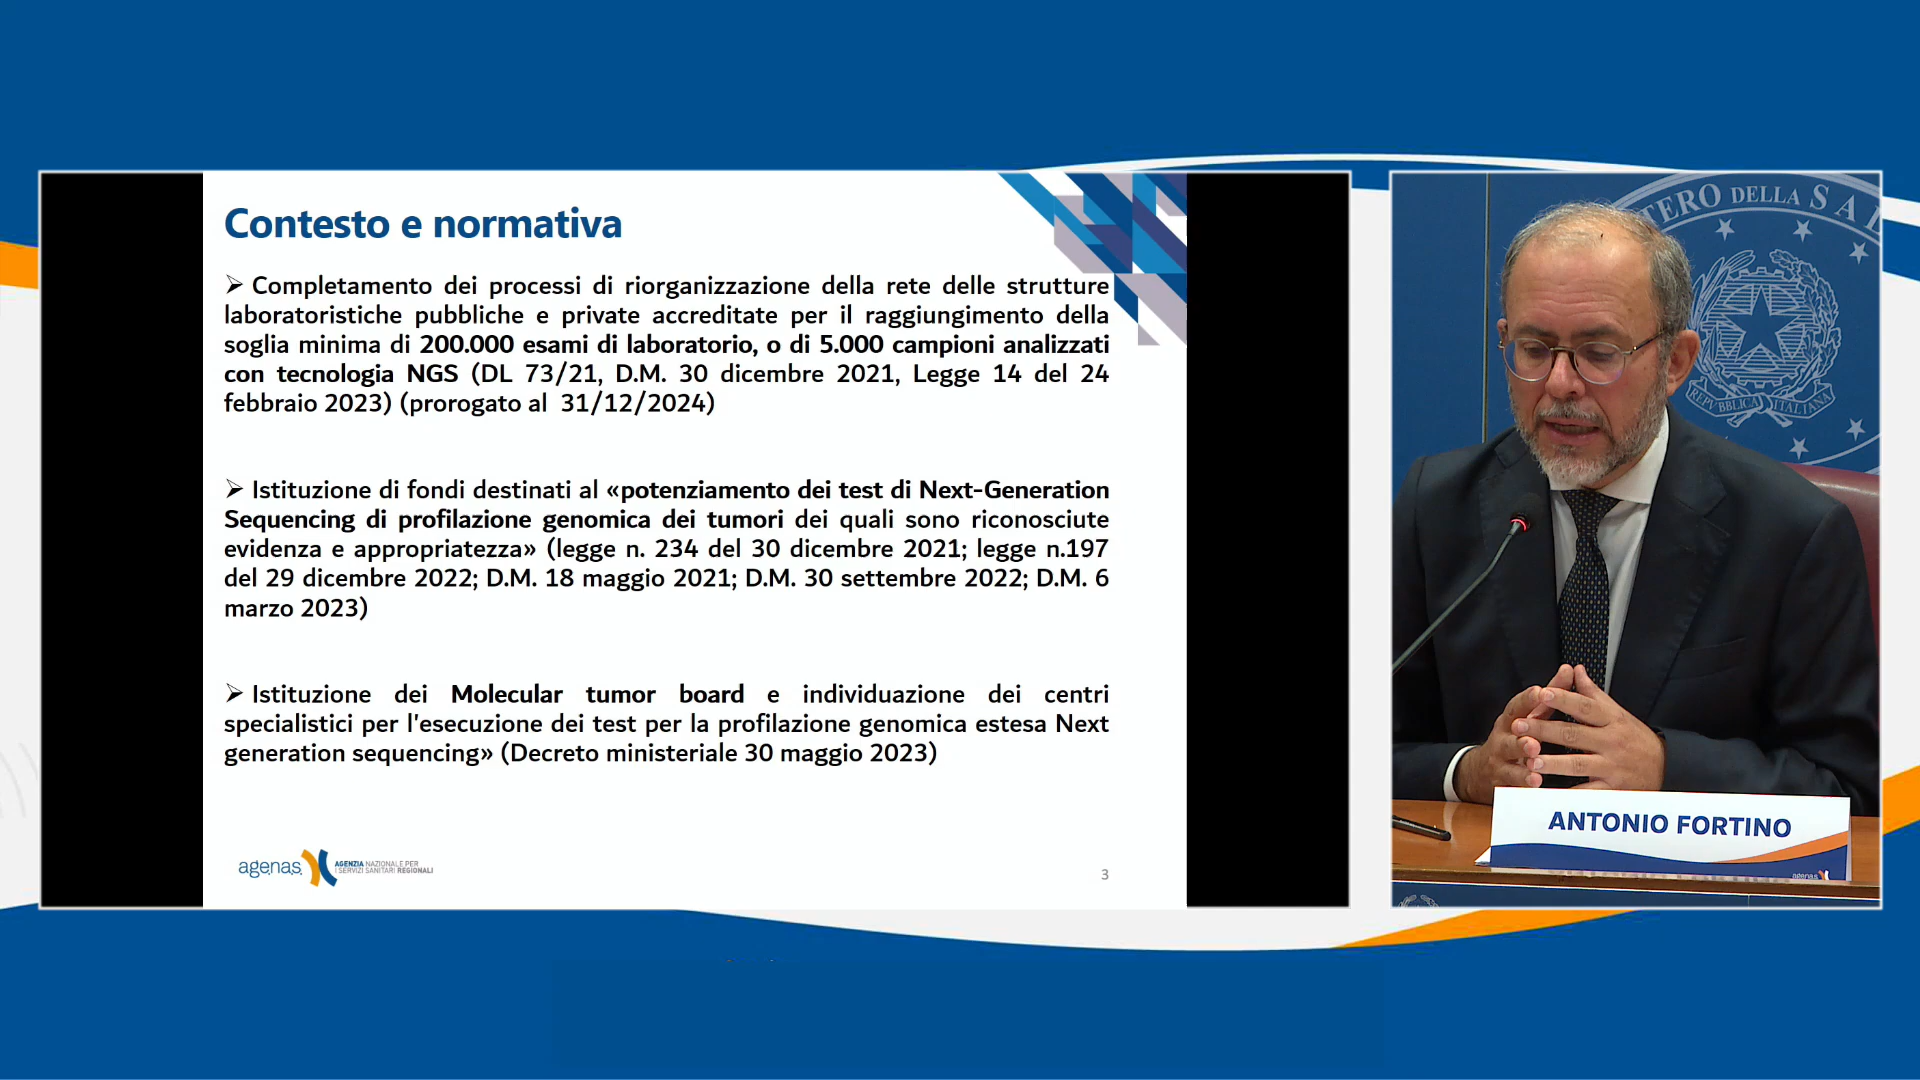 Contesto e normativa
➢ Completamento dei processi di riorganizzazione della rete delle strutture
laboratoristiche pubbliche e private accreditate per il raggiungimento della
soglia minima di 200.000 esami di laboratorio, o di 5.000 campioni analizzati
con tecnologia NGS (DL 73/21, D.M. 30 dicembre 2021, Legge 14 del 24
febbraio 2023) (prorogato al 31/12/2024)
➢ Istituzione di fondi destinati al «potenziamento dei test di Next-Generation
Sequencing di profilazione genomica dei tumori dei quali sono riconosciute
evidenza e appropriatezza» (legge n. 234 del 30 dicembre 2021; legge n.197
del 29 dicembre 2022; D.M. 18 maggio 2021; D.M. 30 settembre 2022; D.M. 6
marzo 2023)
➢ Istituzione dei Molecular tumor board e individuazione dei centri
specialistici per l'esecuzione dei test per la profilazione genomica estesa Next
generation sequencing» (Decreto ministeriale 30 maggio 2023)
agenas.
AGENZIA NAZIONALE PER
I SERVIZI SANITARI REGIONALI
3
TERO DELLA SA
REPVBBLICA ITALIANA
ANTONIO FORTINO
agenas